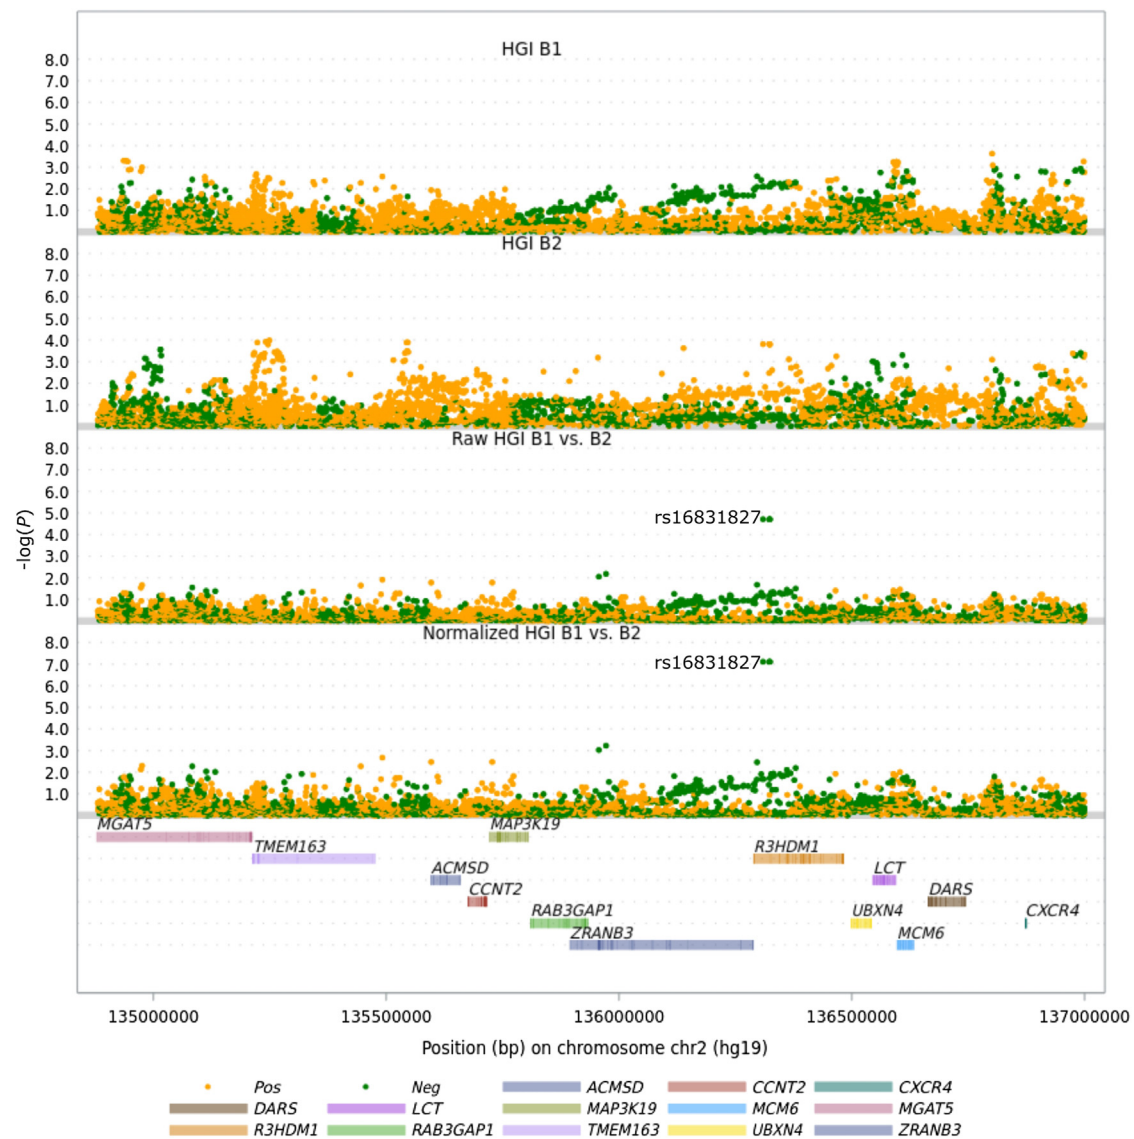 HGI B1
8.0
7.0
6.0
5.0
4.0
3.0
2.0
1.0
HGI B2
8.0
7.0
6.0
5.0
4.0
3.0
2.0
1.0
Raw HGI B1 vs. B2
8.0
7.0
6.0
5.0
4.0
3.0
2.0
1.0
rs16831827
-log(P)
Normalized HGI B1 vs. B2
8.0
7.0
6.0
5.0
4.0
3.0
2.0
1.0
rs16831827
MGAT5 MAP3K19
TMEM163 R3HDM1
ACMSD LCT
CCNT2 DARS
RAB3GAP1 UBXN4 CXCR4
ZRANB3 MCM6
135000000 135500000 136000000 136500000 137000000
Position (bp) on chromosome chr2 (hg19)
Pos Neg ACMSD CCNT2 CXCR4
DARS LCT MAP3K19 MCM6 MGAT5
R3HDM1 RAB3GAP1 TMEM163 UBXN4 ZRANB3